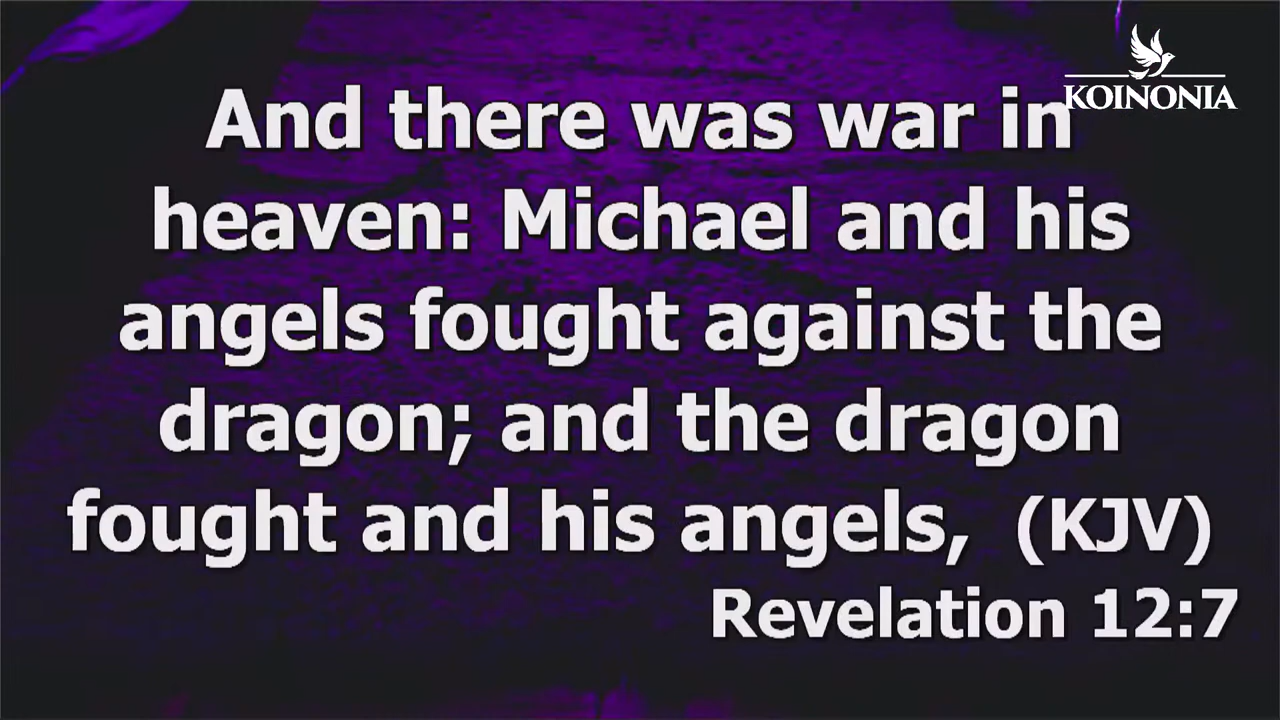 KOINONIA
And there was war in
heaven: Michael and his
angels fought against the
dragon; and the dragon
fought and his angels, (KJV)
Revelation 12:7